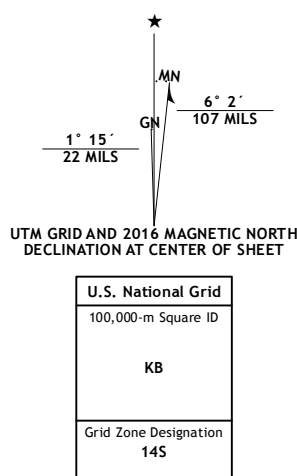 ★
MN
GN
6° 2´
107 MILS
1° 15´
22 MILS
UTM GRID AND 2016 MAGNETIC NORTH
DECLINATION AT CENTER OF SHEET
U.S. National Grid
100,000-m Square ID
KB
Grid Zone Designation
14S